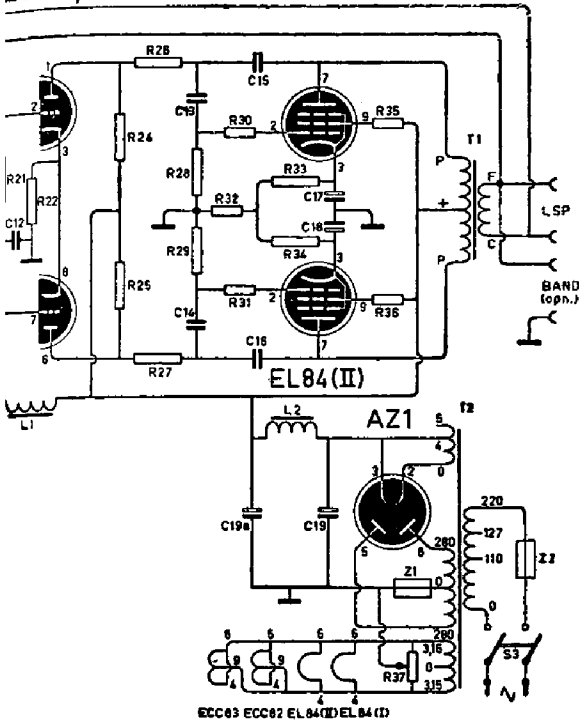 R26
C15
1
7
2
C13
R30
2
9
R35
T1
R24
3
3
P
F
R21
R22
R28
R33
C17
R32
+
LSP
C12
C18
R29
R34
C
8
3
P
R25
BAND
(opn.)
R31
2
9
R36
7
C14
6
7
R27
C16
EL84(II)
L1
L2
AZ1
T2
5
4
3
2
0
220
C19a
C19
127
5
6
280
110
Z1
Z2
0
0
6
9
4
6
9
4
6
4
6
4
280
3,16
R37
0
3,15
S3
ECC83 ECC82 EL84(II) EL84(I)